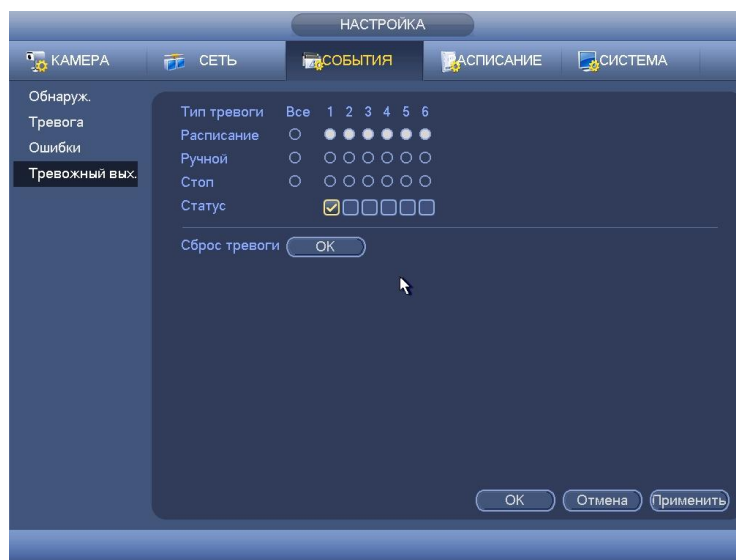 НАСТРОЙКА
КАМЕРА СЕТЬ СОБЫТИЯ РАСПИСАНИЕ СИСТЕМА
Обнаруж.
Тревога
Ошибки
Тревожный вых.
Тип тревоги Все 1 2 3 4 5 6
Расписание
Ручной
Стоп
Статус
Сброс тревоги OK
OK Отмена Применить